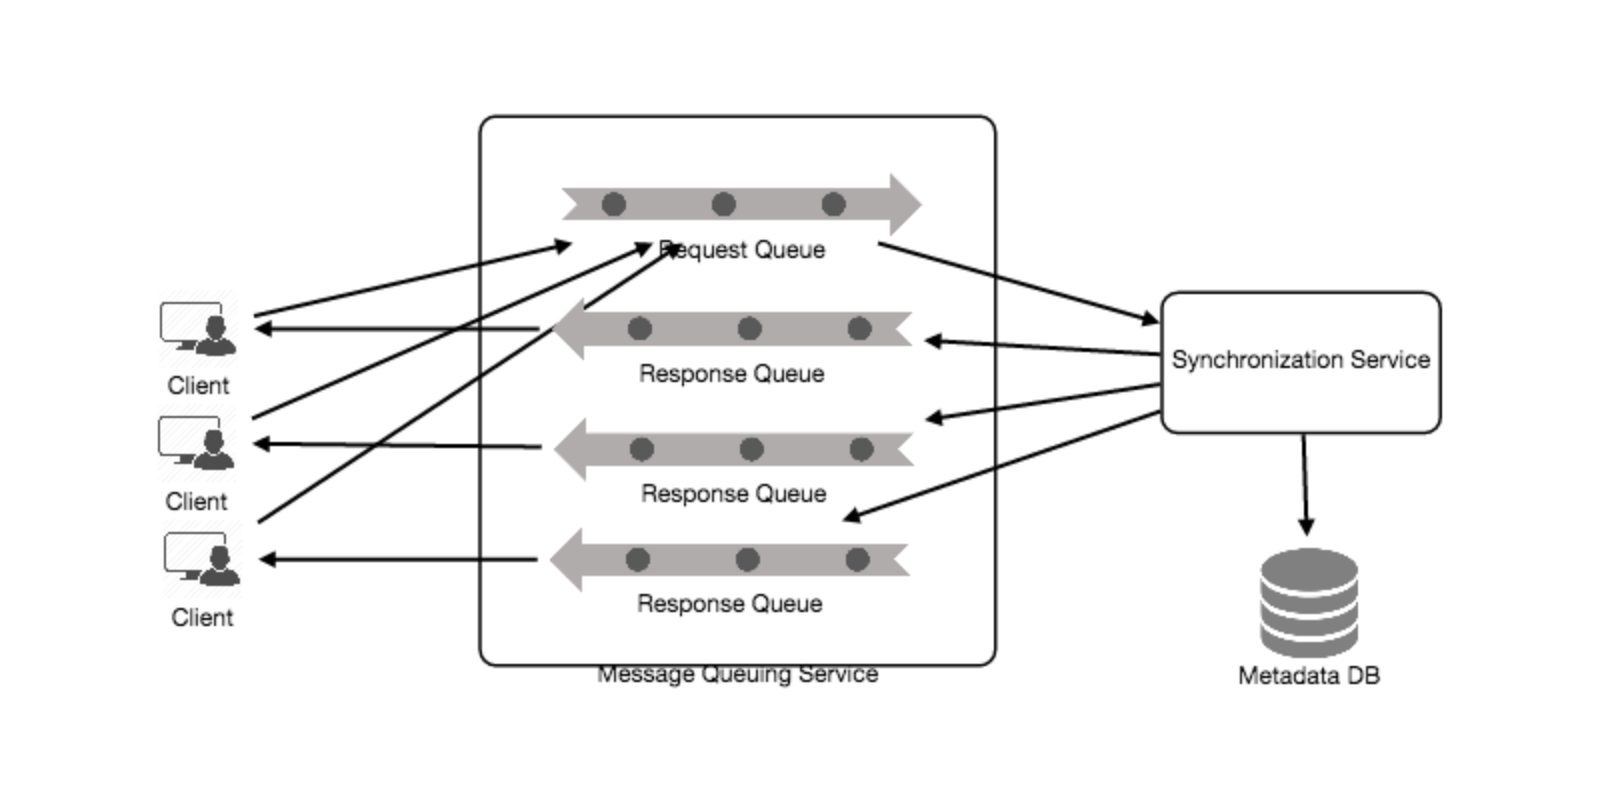 Request Queue
Response Queue
Response Queue
Response Queue
Message Queuing Service
Client
Client
Client
Synchronization Service
Metadata DB